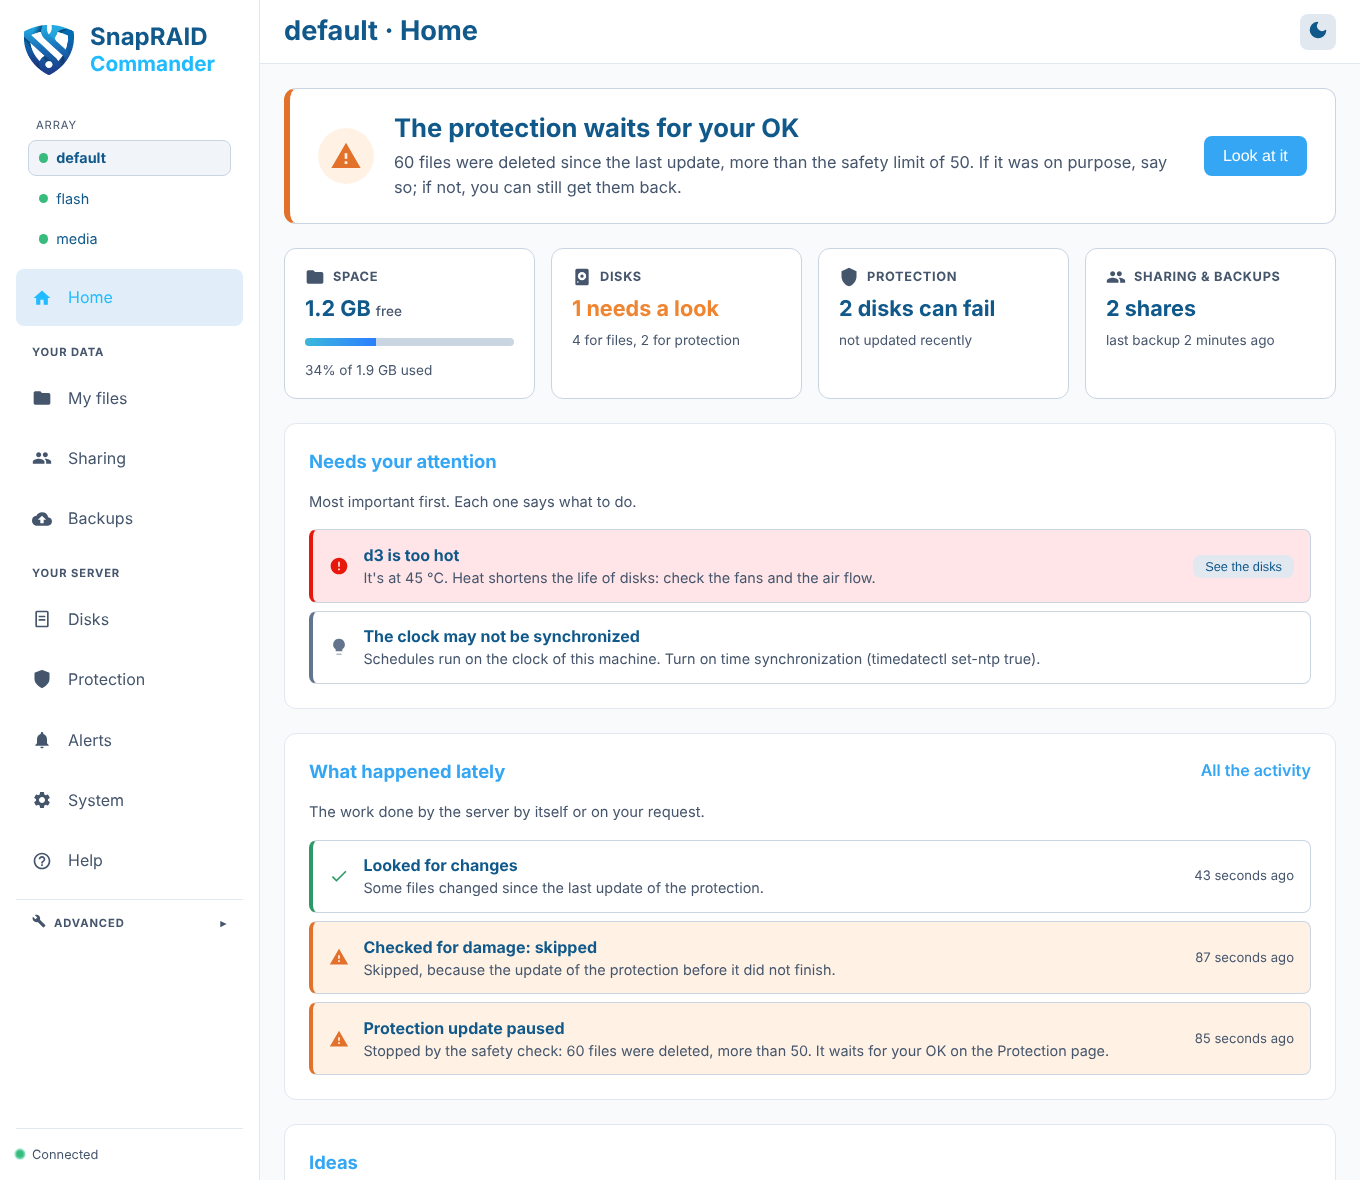 SnapRAID
Commander
ARRAY
default
flash
media
Home
YOUR DATA
My files
Sharing
Backups
YOUR SERVER
Disks
Protection
Alerts
System
Help
ADVANCED
Connected
default · Home
The protection waits for your OK
60 files were deleted since the last update, more than the safety limit of 50. If it was on purpose, say
so; if not, you can still get them back.
Look at it
SPACE
1.2 GB free
34% of 1.9 GB used
DISKS
1 needs a look
4 for files, 2 for protection
PROTECTION
2 disks can fail
not updated recently
SHARING & BACKUPS
2 shares
last backup 2 minutes ago
Needs your attention
Most important first. Each one says what to do.
d3 is too hot
It's at 45 °C. Heat shortens the life of disks: check the fans and the air flow.
See the disks
The clock may not be synchronized
Schedules run on the clock of this machine. Turn on time synchronization (timedatectl set-ntp true).
What happened lately
All the activity
The work done by the server by itself or on your request.
Looked for changes
Some files changed since the last update of the protection.
43 seconds ago
Checked for damage: skipped
Skipped, because the update of the protection before it did not finish.
87 seconds ago
Protection update paused
Stopped by the safety check: 60 files were deleted, more than 50. It waits for your OK on the Protection page.
85 seconds ago
Ideas